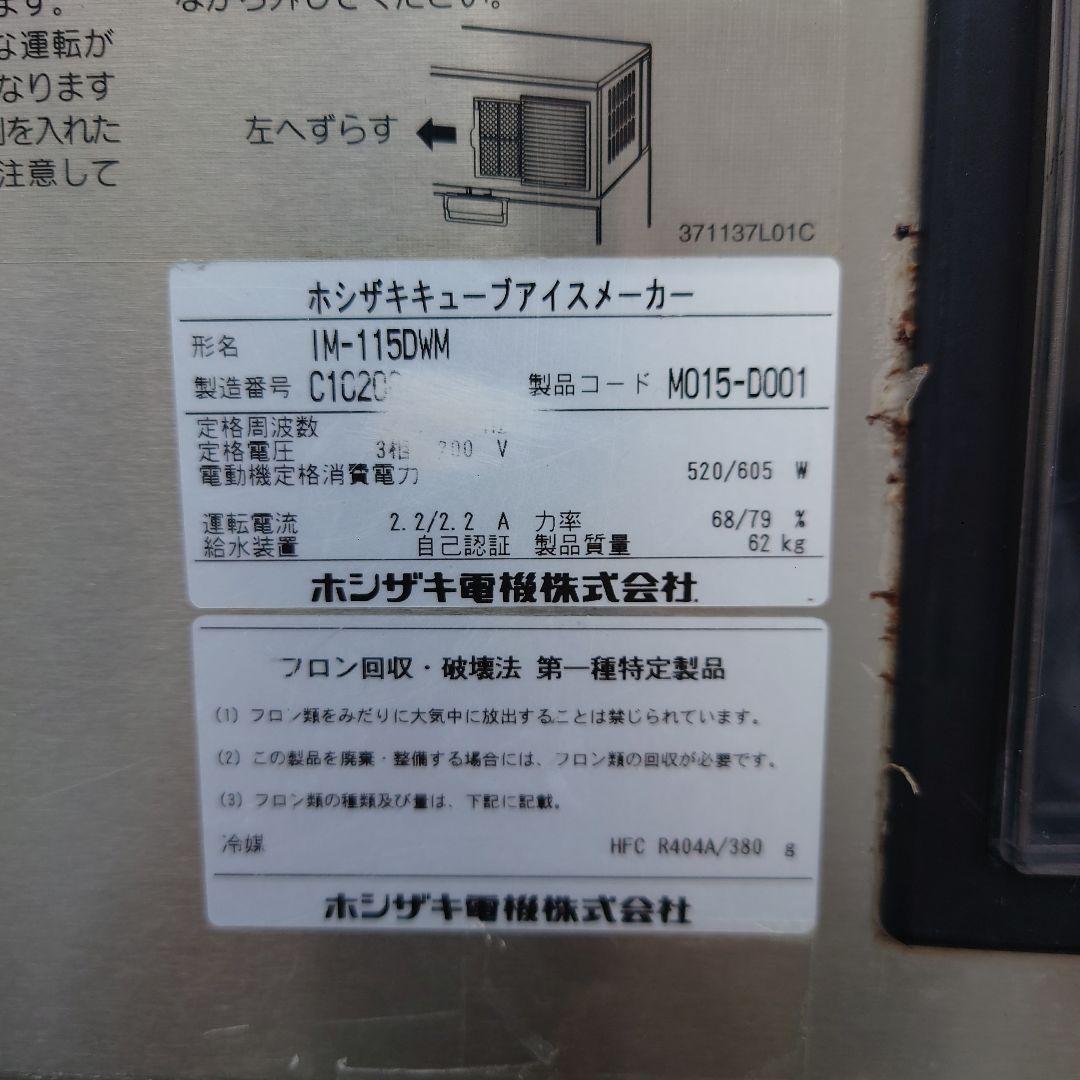 ます。
ながら外してください。
な運転が
なります
を入れた
注意して
左へずらす
371137L01C
ホシザキキューブアイスメーカー
形名 IM-115DWM
製造番号 C1C20 製品コード M015-D001
定格周波数
定格電圧 3相 200 V
電動機定格消費電力 520/605 W
運転電流 2.2/2.2 A 力率 68/79 %
給水装置 自己認証 製品質量 62 kg
ホシザキ電機株式会社
フロン回収・破壊法 第一種特定製品
(1) フロン類をみだりに大気中に放出することは禁じられています。
(2) この製品を廃棄・整備する場合には、フロン類の回収が必要です。
(3) フロン類の種類及び量は、下記に記載。
冷媒 HFC R404A/380 g
ホシザキ電機株式会社